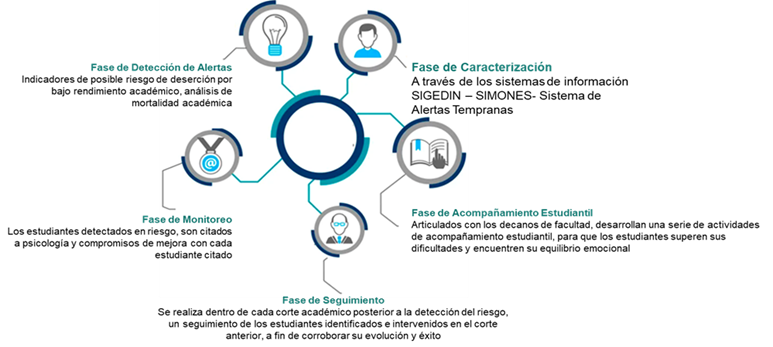 Fase de Detección de Alertas
Indicadores de posible riesgo de deserción por
bajo rendimiento académico, análisis de
mortalidad académica
Fase de Caracterización
A través de los sistemas de información
SIGEDIN – SIMONES- Sistema de
Alertas Tempranas
@
Fase de Monitoreo
Los estudiantes detectados en riesgo, son citados
a psicología y compromisos de mejora con cada
estudiante citado
Fase de Acompañamiento Estudiantil
Articulados con los decanos de facultad, desarrollan una serie de actividades
de acompañamiento estudiantil, para que los estudiantes superen sus
dificultades y encuentren su equilibrio emocional
Fase de Seguimiento
Se realiza dentro de cada corte académico posterior a la detección del riesgo,
un seguimiento de los estudiantes identificados e intervenidos en el corte
anterior, a fin de corroborar su evolución y éxito